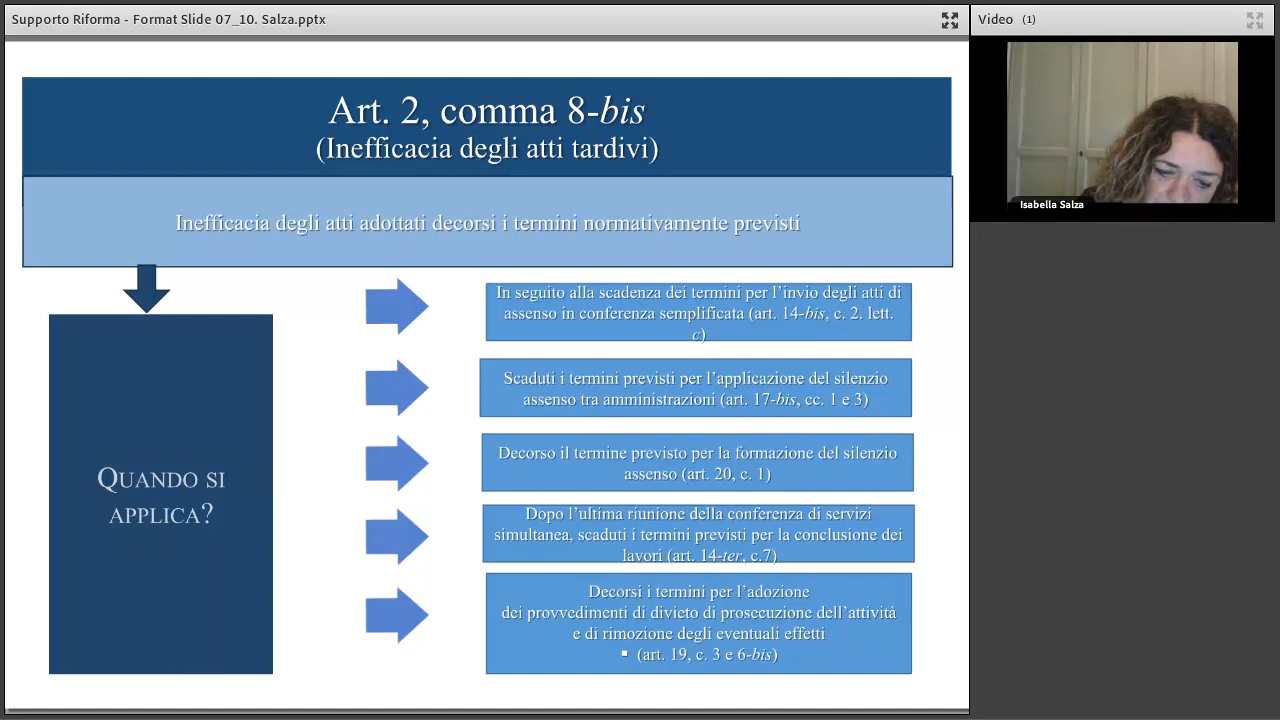 Supporto Riforma - Format Slide 07_10. Salza.pptx
Video (1)
Isabella Salza
Art. 2, comma 8-bis
(Inefficacia degli atti tardivi)
Inefficacia degli atti adottati decorsi i termini normativamente previsti
QUANDO SI
APPLICA?
In seguito alla scadenza dei termini per l’invio degli atti di
assenso in conferenza semplificata (art. 14-bis, c. 2. lett.
c)
Scaduti i termini previsti per l’applicazione del silenzio
assenso tra amministrazioni (art. 17-bis, cc. 1 e 3)
Decorso il termine previsto per la formazione del silenzio
assenso (art. 20, c. 1)
Dopo l’ultima riunione della conferenza di servizi
simultanea, scaduti i termini previsti per la conclusione dei
lavori (art. 14-ter, c.7)
Decorsi i termini per l’adozione
dei provvedimenti di divieto di prosecuzione dell’attività
e di rimozione degli eventuali effetti
▪ (art. 19, c. 3 e 6-bis)